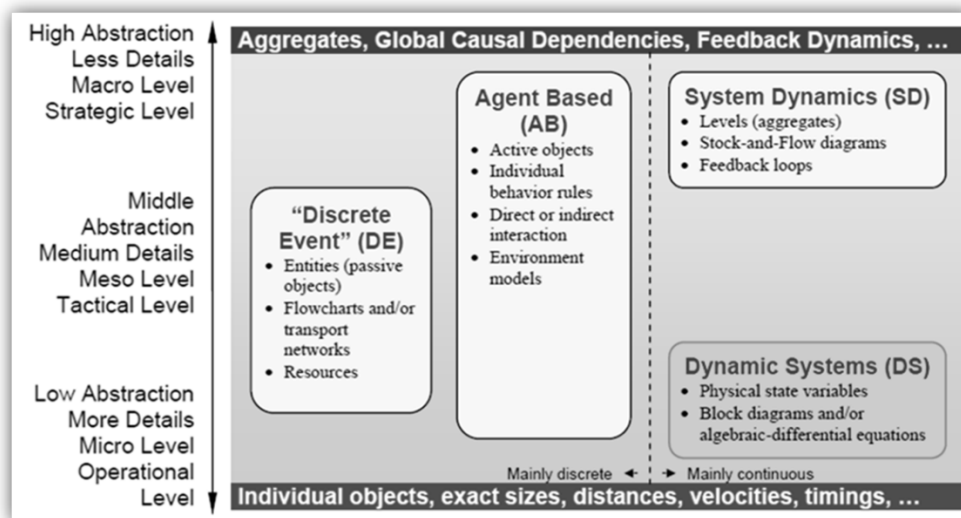 High Abstraction
Less Details
Macro Level
Strategic Level
Middle
Abstraction
Medium Details
Meso Level
Tactical Level
Low Abstraction
More Details
Micro Level
Operational
Level
Aggregates, Global Causal Dependencies, Feedback Dynamics, …
“Discrete
Event” (DE)
• Entities (passive
objects)
• Flowcharts and/or
transport
networks
• Resources
Agent Based
(AB)
• Active objects
• Individual
behavior rules
• Direct or indirect
interaction
• Environment
models
System Dynamics (SD)
• Levels (aggregates)
• Stock-and-Flow diagrams
• Feedback loops
Dynamic Systems (DS)
• Physical state variables
• Block diagrams and/or
algebraic-differential equations
Mainly discrete
Mainly continuous
Individual objects, exact sizes, distances, velocities, timings, …